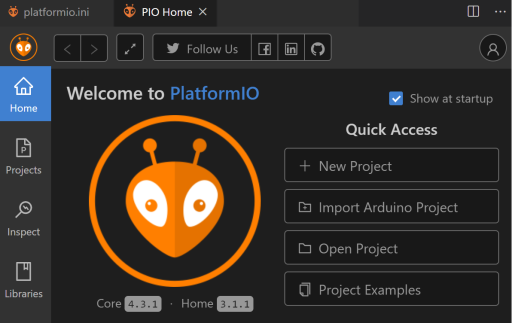 platformio.ini
PIO Home
Follow Us
Home
Projects
Inspect
Libraries
Welcome to PlatformIO
Show at startup
Quick Access
New Project
Import Arduino Project
Open Project
Project Examples
Core 4.3.1 · Home 3.1.1